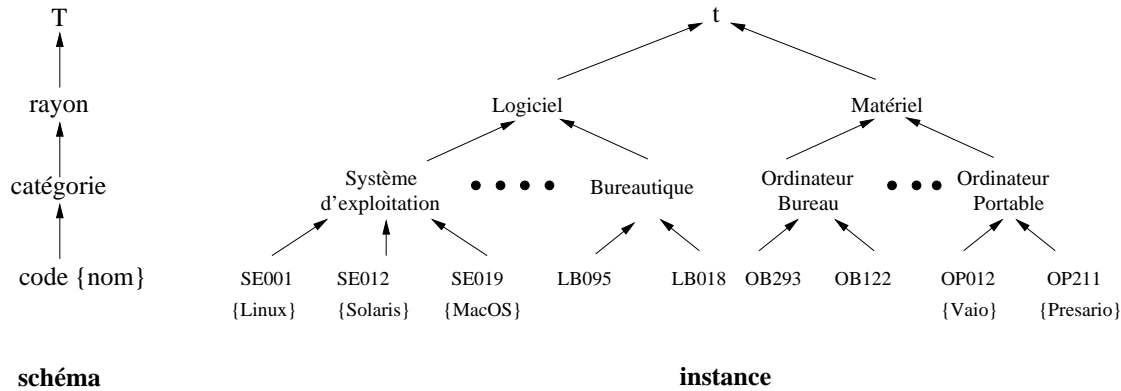 T
t
rayon
Logiciel
Matériel
catégorie
Système
d'exploitation
Bureautique
Ordinateur
Bureau
Ordinateur
Portable
code {nom}
SE001
SE012
SE019
LB095
LB018
OB293
OB122
OP012
OP211
{Linux}
{Solaris}
{MacOS}
{Vaio}
{Presario}
schéma
instance